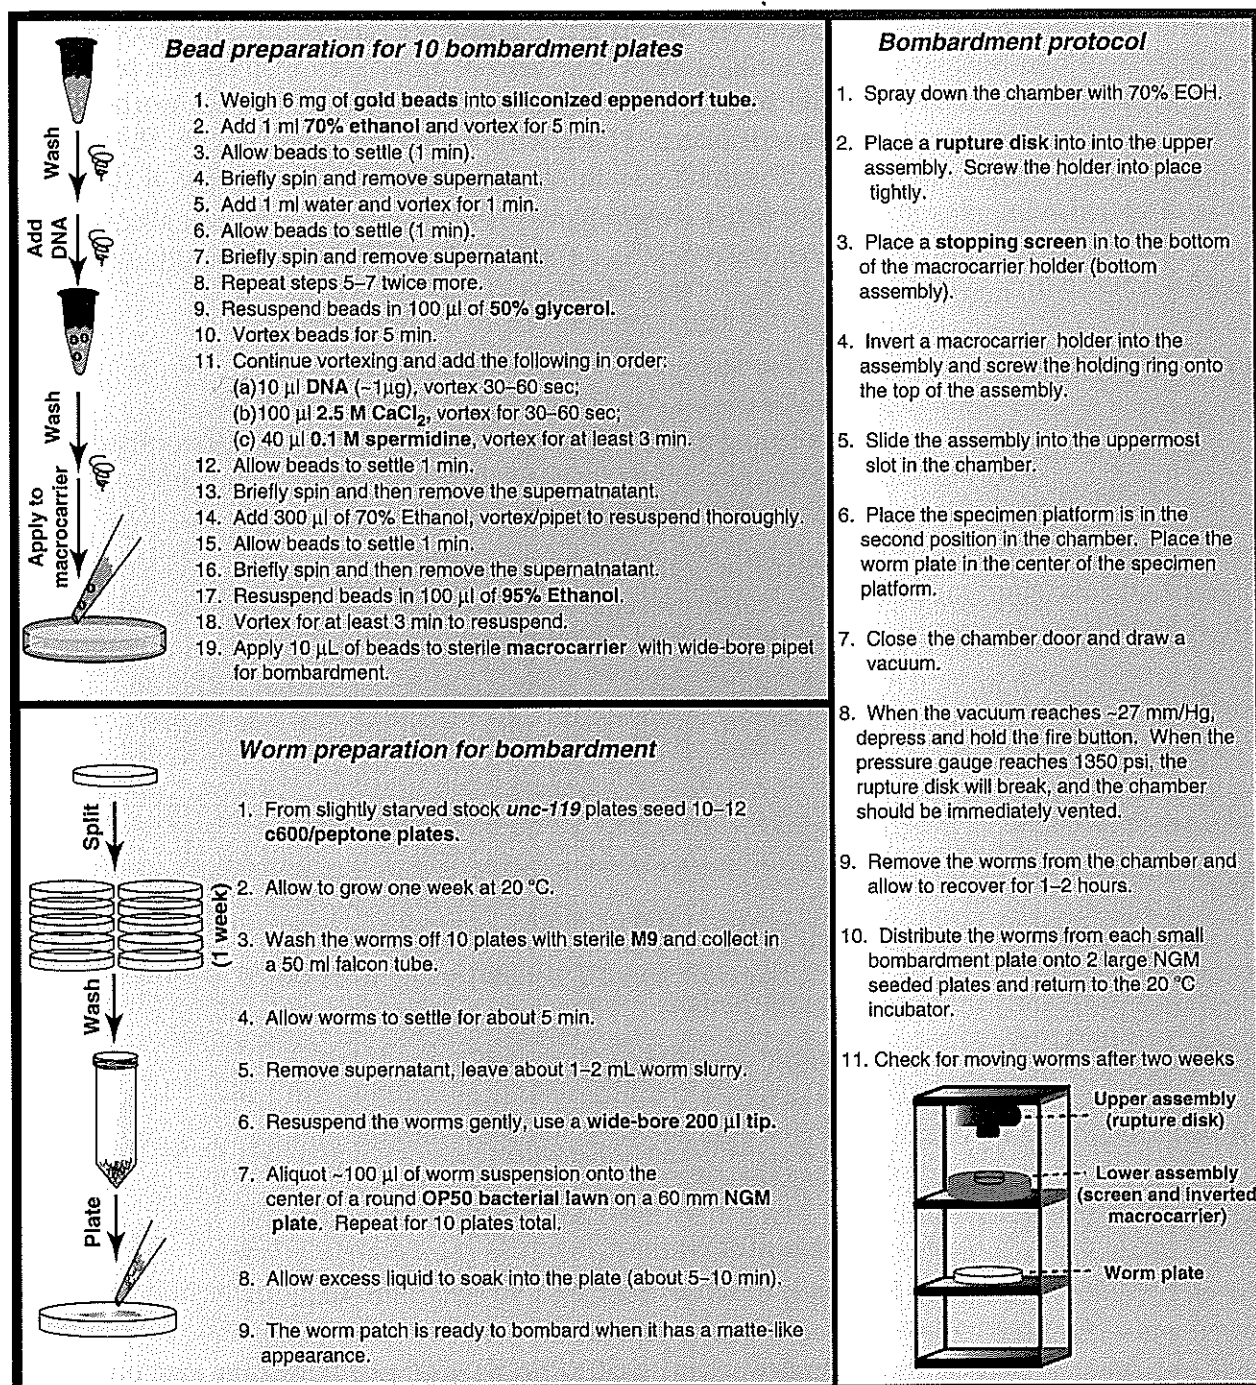 Bead preparation for 10 bombardment plates
Wash
Add
DNA
Wash
Apply to
macrocarrier
1. Weigh 6 mg of gold beads into siliconized eppendorf tube.
2. Add 1 ml 70% ethanol and vortex for 5 min.
3. Allow beads to settle (1 min).
4. Briefly spin and remove supernatant.
5. Add 1 ml water and vortex for 1 min.
6. Allow beads to settle (1 min).
7. Briefly spin and remove supernatant.
8. Repeat steps 5–7 twice more.
9. Resuspend beads in 100 µl of 50% glycerol.
10. Vortex beads for 5 min.
11. Continue vortexing and add the following in order:
(a)10 µl DNA (~1µg), vortex 30–60 sec;
(b)100 µl 2.5 M CaCl₂, vortex for 30–60 sec;
(c) 40 µl 0.1 M spermidine, vortex for at least 3 min.
12. Allow beads to settle 1 min.
13. Briefly spin and then remove the supernatnatant.
14. Add 300 µl of 70% Ethanol, vortex/pipet to resuspend thoroughly.
15. Allow beads to settle 1 min.
16. Briefly spin and then remove the supernatnatant.
17. Resuspend beads in 100 µl of 95% Ethanol.
18. Vortex for at least 3 min to resuspend.
19. Apply 10 µL of beads to sterile macrocarrier with wide-bore pipet
for bombardment.
Worm preparation for bombardment
Split
(1 week)
Wash
Plate
1. From slightly starved stock unc-119 plates seed 10–12
c600/peptone plates.
2. Allow to grow one week at 20 °C.
3. Wash the worms off 10 plates with sterile M9 and collect in
a 50 ml falcon tube.
4. Allow worms to settle for about 5 min.
5. Remove supernatant, leave about 1–2 mL worm slurry.
6. Resuspend the worms gently, use a wide-bore 200 µl tip.
7. Aliquot ~100 µl of worm suspension onto the
center of a round OP50 bacterial lawn on a 60 mm NGM
plate. Repeat for 10 plates total.
8. Allow excess liquid to soak into the plate (about 5–10 min).
9. The worm patch is ready to bombard when it has a matte-like
appearance.
Bombardment protocol
1. Spray down the chamber with 70% EOH.
2. Place a rupture disk into into the upper
assembly. Screw the holder into place
tightly.
3. Place a stopping screen in to the bottom
of the macrocarrier holder (bottom
assembly).
4. Invert a macrocarrier holder into the
assembly and screw the holding ring onto
the top of the assembly.
5. Slide the assembly into the uppermost
slot in the chamber.
6. Place the specimen platform is in the
second position in the chamber. Place the
worm plate in the center of the specimen
platform.
7. Close the chamber door and draw a
vacuum.
8. When the vacuum reaches ~27 mm/Hg,
depress and hold the fire button. When the
pressure gauge reaches 1350 psi, the
rupture disk will break, and the chamber
should be immediately vented.
9. Remove the worms from the chamber and
allow to recover for 1–2 hours.
10. Distribute the worms from each small
bombardment plate onto 2 large NGM
seeded plates and return to the 20 °C
incubator.
11. Check for moving worms after two weeks
Upper assembly
(rupture disk)
Lower assembly
(screen and inverted
macrocarrier)
Worm plate